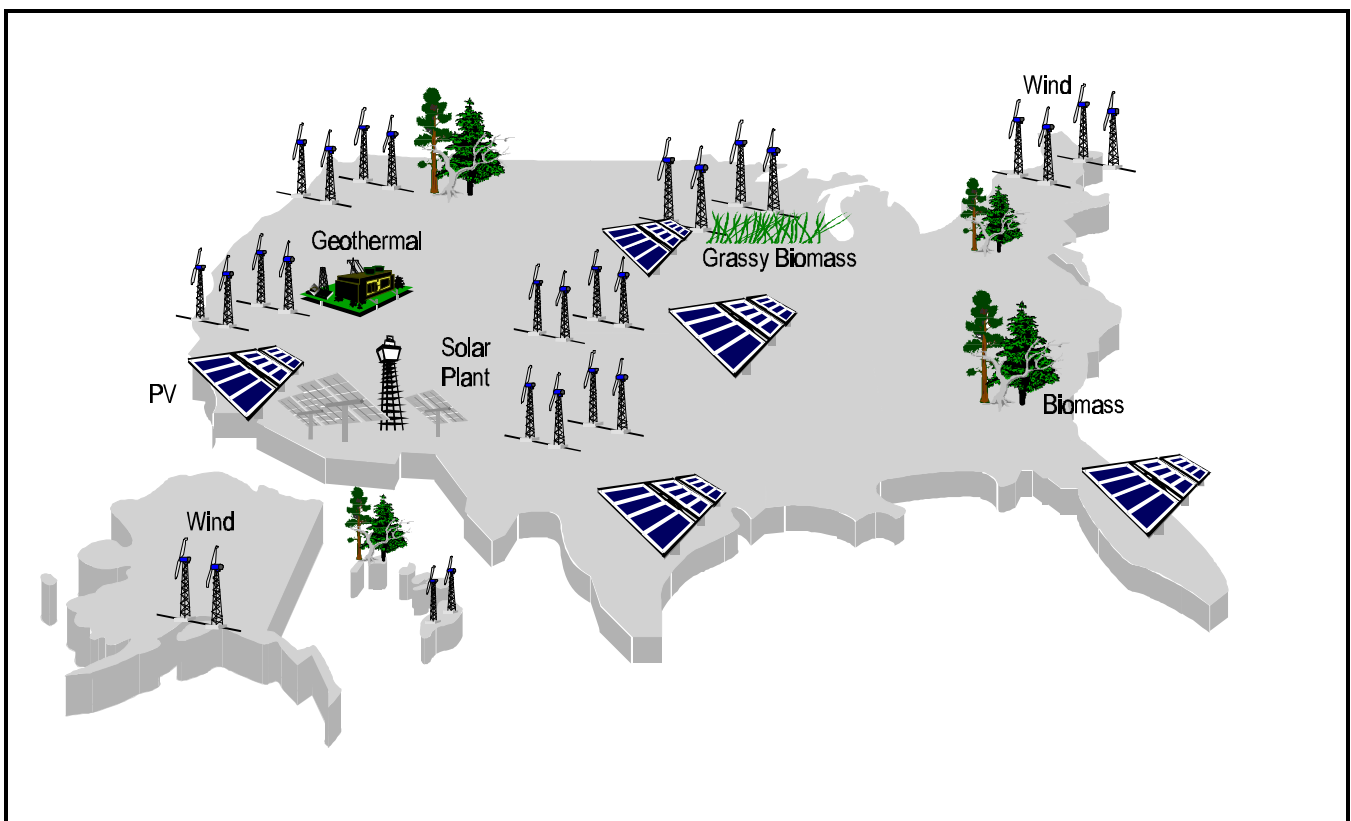 Wind
Geothermal
Grassy Biomass
Solar
Plant
PV
Biomass
Wind